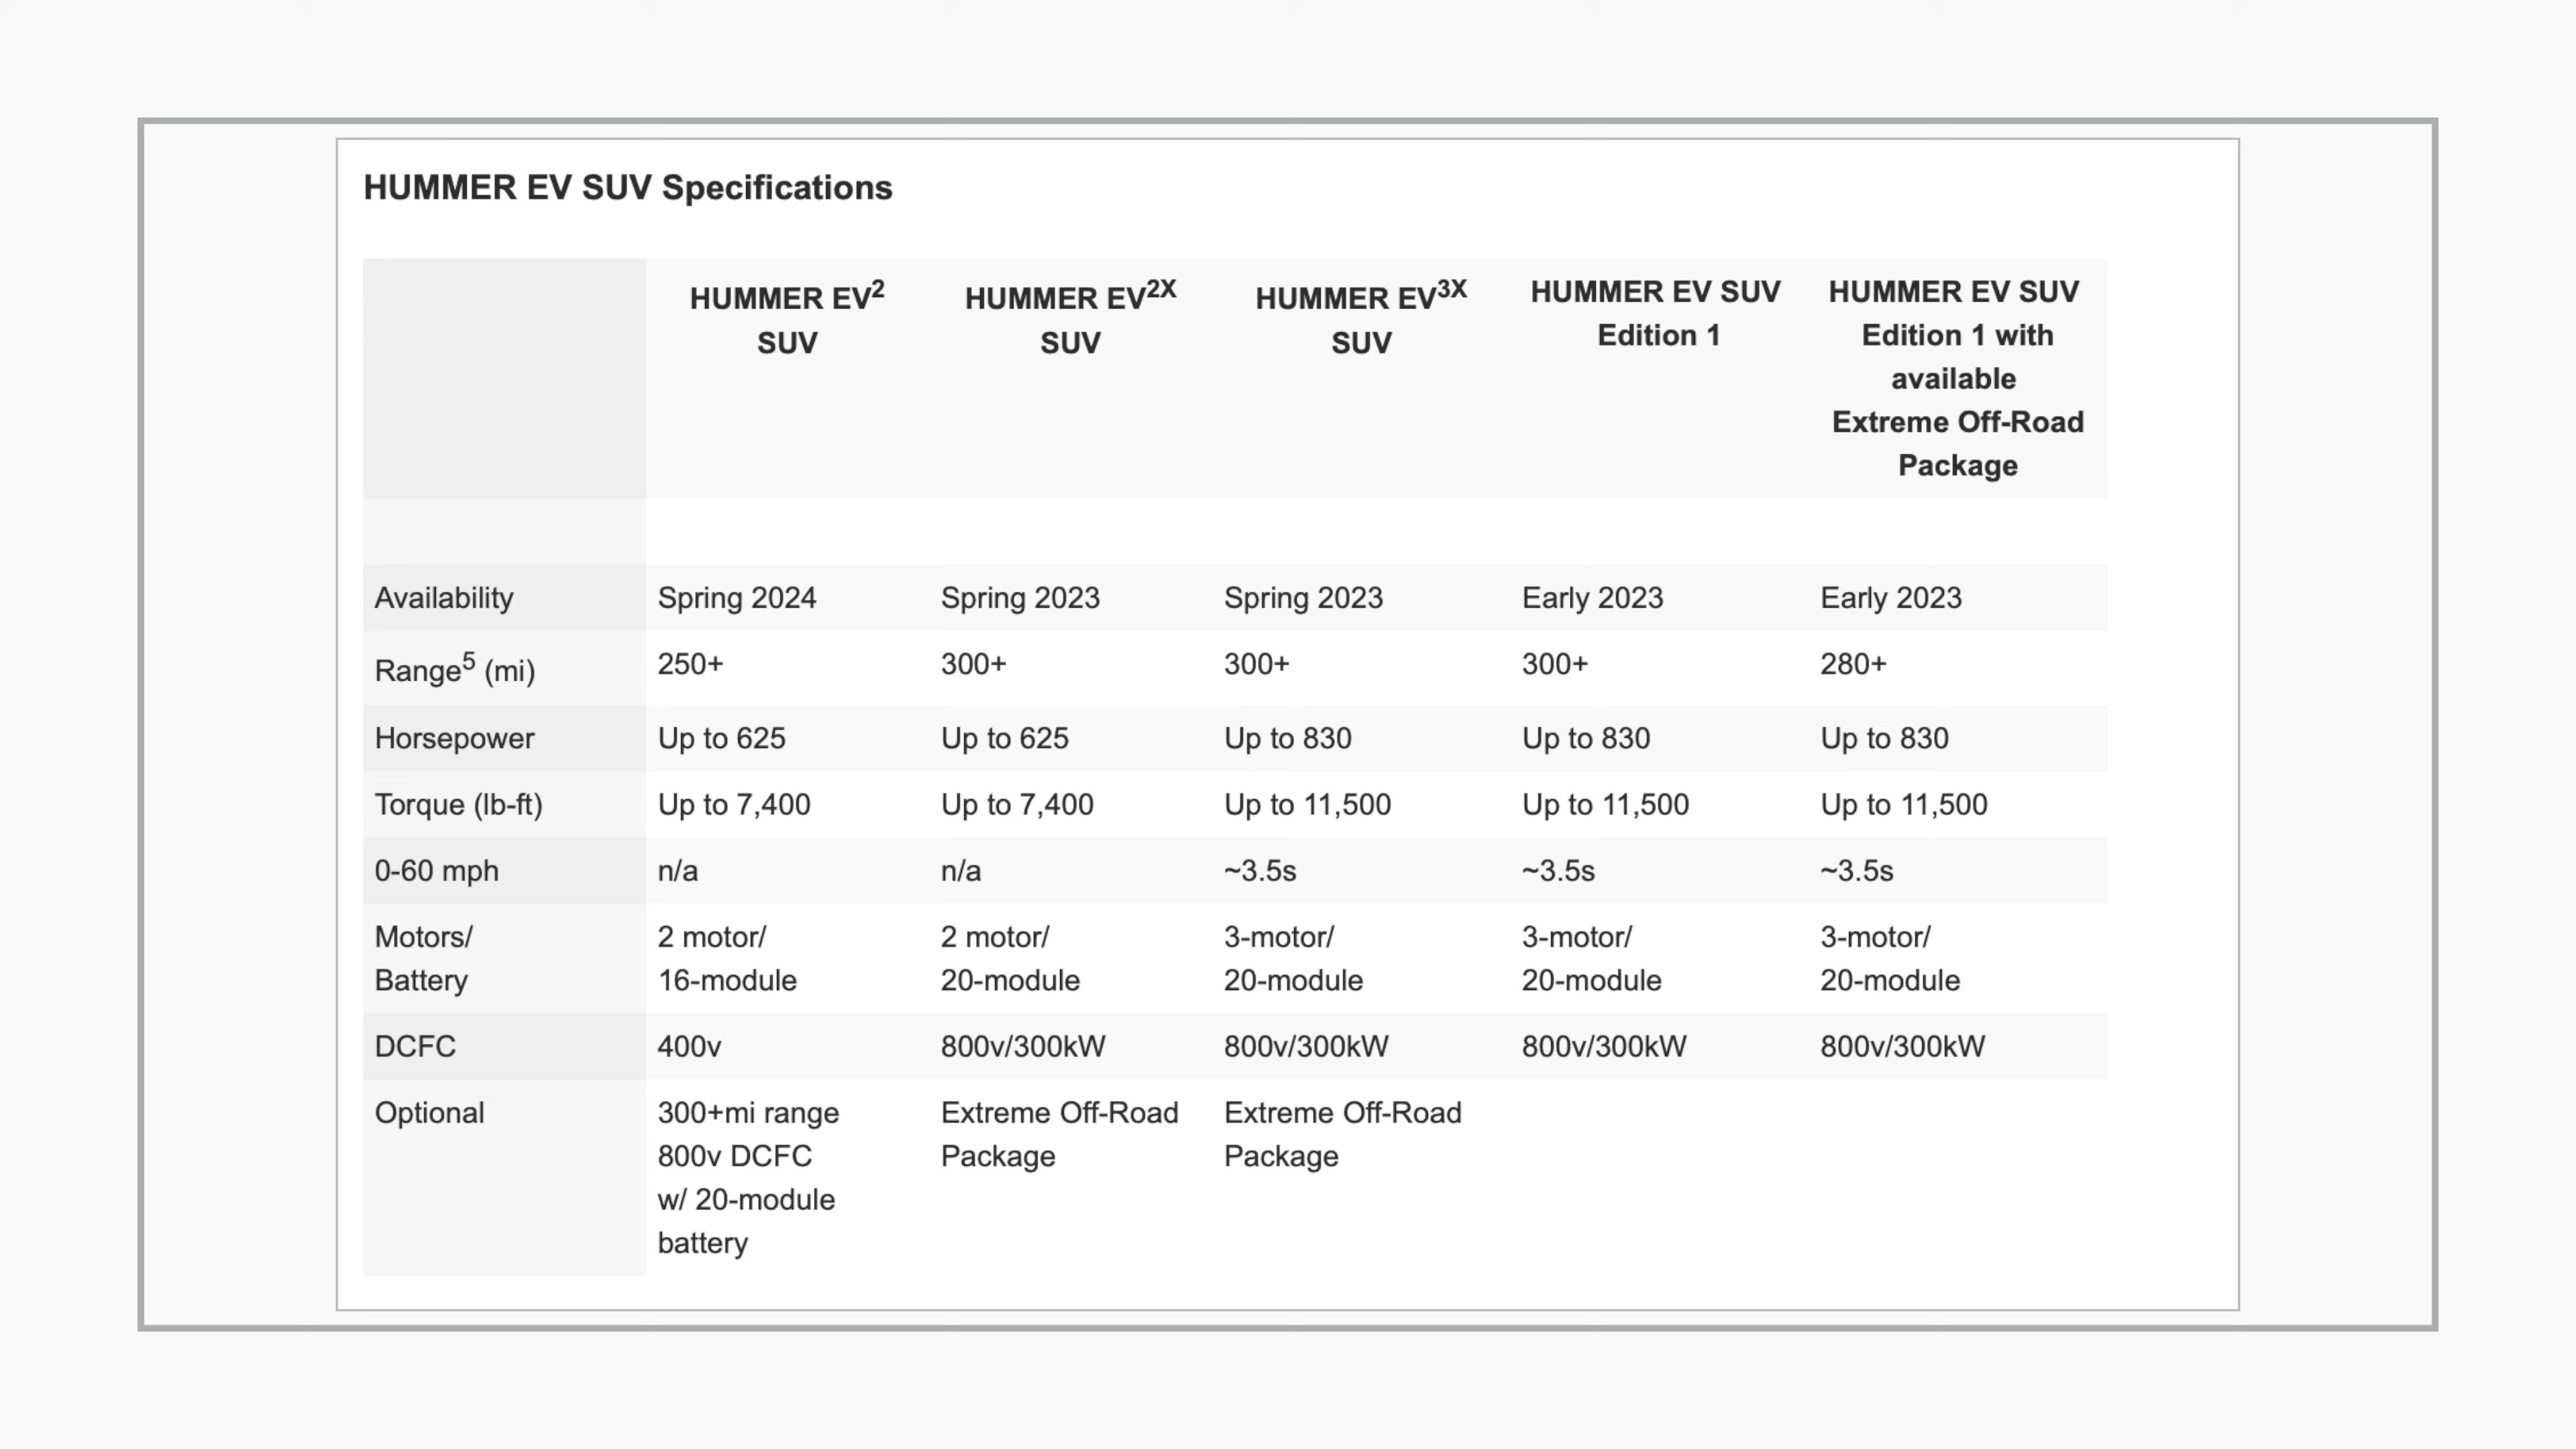 HUMMER EV SUV Specifications
HUMMER EV2 SUV
HUMMER EV2X SUV
HUMMER EV3X SUV
HUMMER EV SUV Edition 1
HUMMER EV SUV Edition 1 with available Extreme Off-Road Package
Availability Spring 2024 Spring 2023 Spring 2023 Early 2023 Early 2023
Range5 (mi) 250+ 300+ 300+ 300+ 280+
Horsepower Up to 625 Up to 625 Up to 830 Up to 830 Up to 830
Torque (lb-ft) Up to 7,400 Up to 7,400 Up to 11,500 Up to 11,500 Up to 11,500
0-60 mph n/a n/a ~3.5s ~3.5s ~3.5s
Motors/ 2 motor/ 2 motor/ 3-motor/ 3-motor/ 3-motor/
Battery 16-module 20-module 20-module 20-module 20-module
DCFC 400v 800v/300kW 800v/300kW 800v/300kW 800v/300kW
Optional 300+mi range Extreme Off-Road Extreme Off-Road
800v DCFC Package Package
w/ 20-module
battery